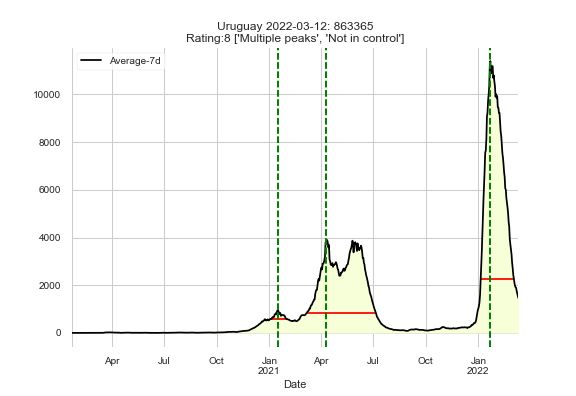 Uruguay 2022-03-12: 863365
Rating:8 ['Multiple peaks', 'Not in control']
Average-7d
10000
8000
6000
4000
2000
0
Apr Jul Oct Jan Apr Jul Oct Jan
2021 2022
Date